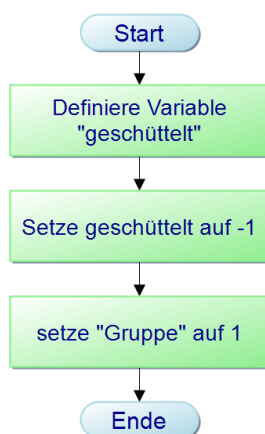 Start
Definiere Variable
"geschüttelt"
Setze geschüttelt auf -1
setze "Gruppe" auf 1
Ende